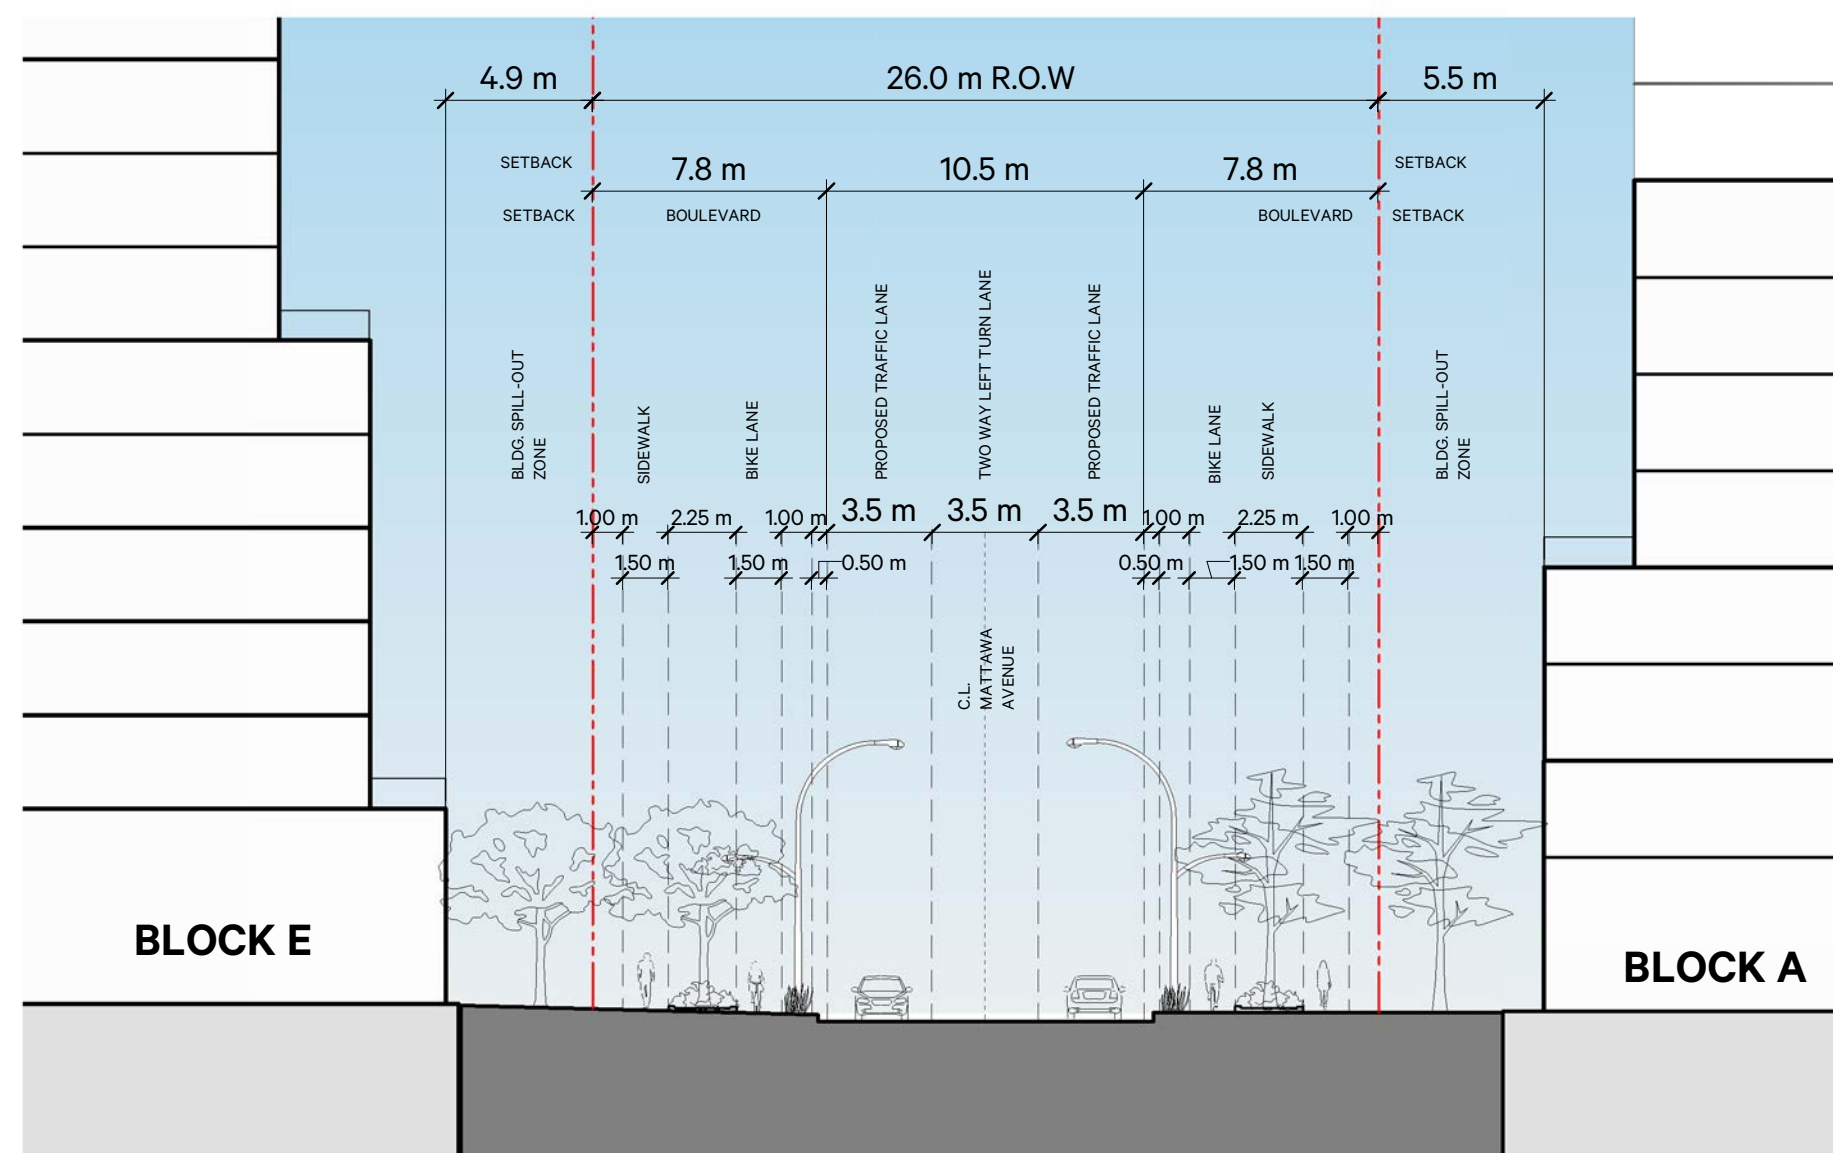 4.9 m
26.0 m R.O.W
5.5 m
SETBACK
7.8 m
10.5 m
7.8 m
SETBACK
SETBACK
BOULEVARD
BOULEVARD
SETBACK
BLDG. SPILL-OUT
ZONE
SIDEWALK
BIKE LANE
PROPOSED TRAFFIC LANE
TWO WAY LEFT TURN LANE
PROPOSED TRAFFIC LANE
BIKE LANE
SIDEWALK
BLDG. SPILL-OUT
ZONE
1.00 m
2.25 m
1.00 m
3.5 m
3.5 m
3.5 m
1.00 m
2.25 m
1.00 m
1.50 m
1.50 m
0.50 m
0.50 m
1.50 m
1.50 m
C.L.
MATTAWA
AVENUE
BLOCK E
BLOCK A